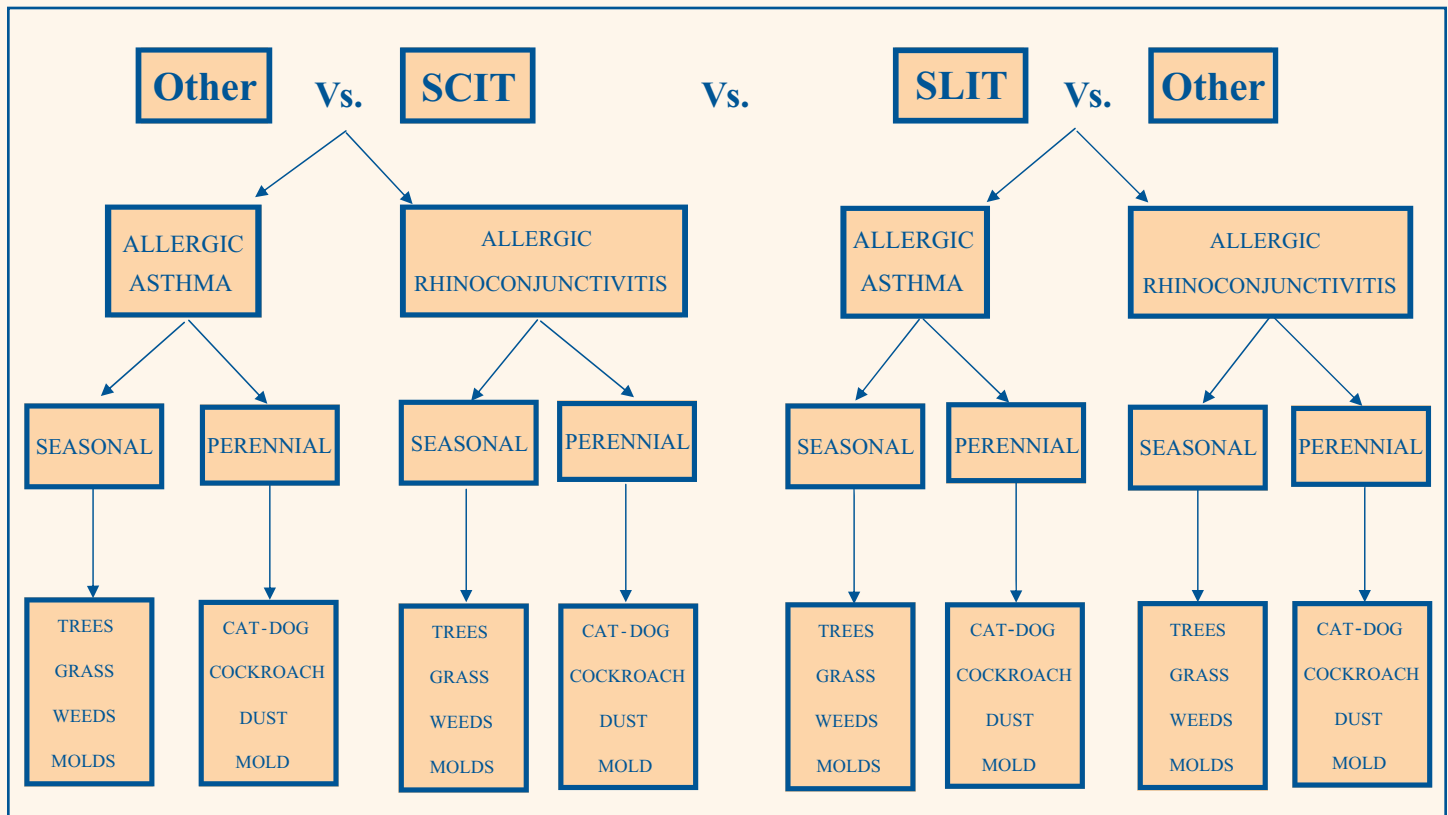 Other Vs. SCIT Vs. SLIT Vs. Other
ALLERGIC
ASTHMA
ALLERGIC
RHINOCONJUNCTIVITIS
ALLERGIC
ASTHMA
ALLERGIC
RHINOCONJUNCTIVITIS
SEASONAL
PERENNIAL
SEASONAL
PERENNIAL
SEASONAL
PERENNIAL
SEASONAL
PERENNIAL
TREES
GRASS
WEEDS
MOLDS
CAT-DOG
COCKROACH
DUST
MOLD
TREES
GRASS
WEEDS
MOLDS
CAT-DOG
COCKROACH
DUST
MOLD
TREES
GRASS
WEEDS
MOLDS
CAT-DOG
COCKROACH
DUST
MOLD
TREES
GRASS
WEEDS
MOLDS
CAT-DOG
COCKROACH
DUST
MOLD